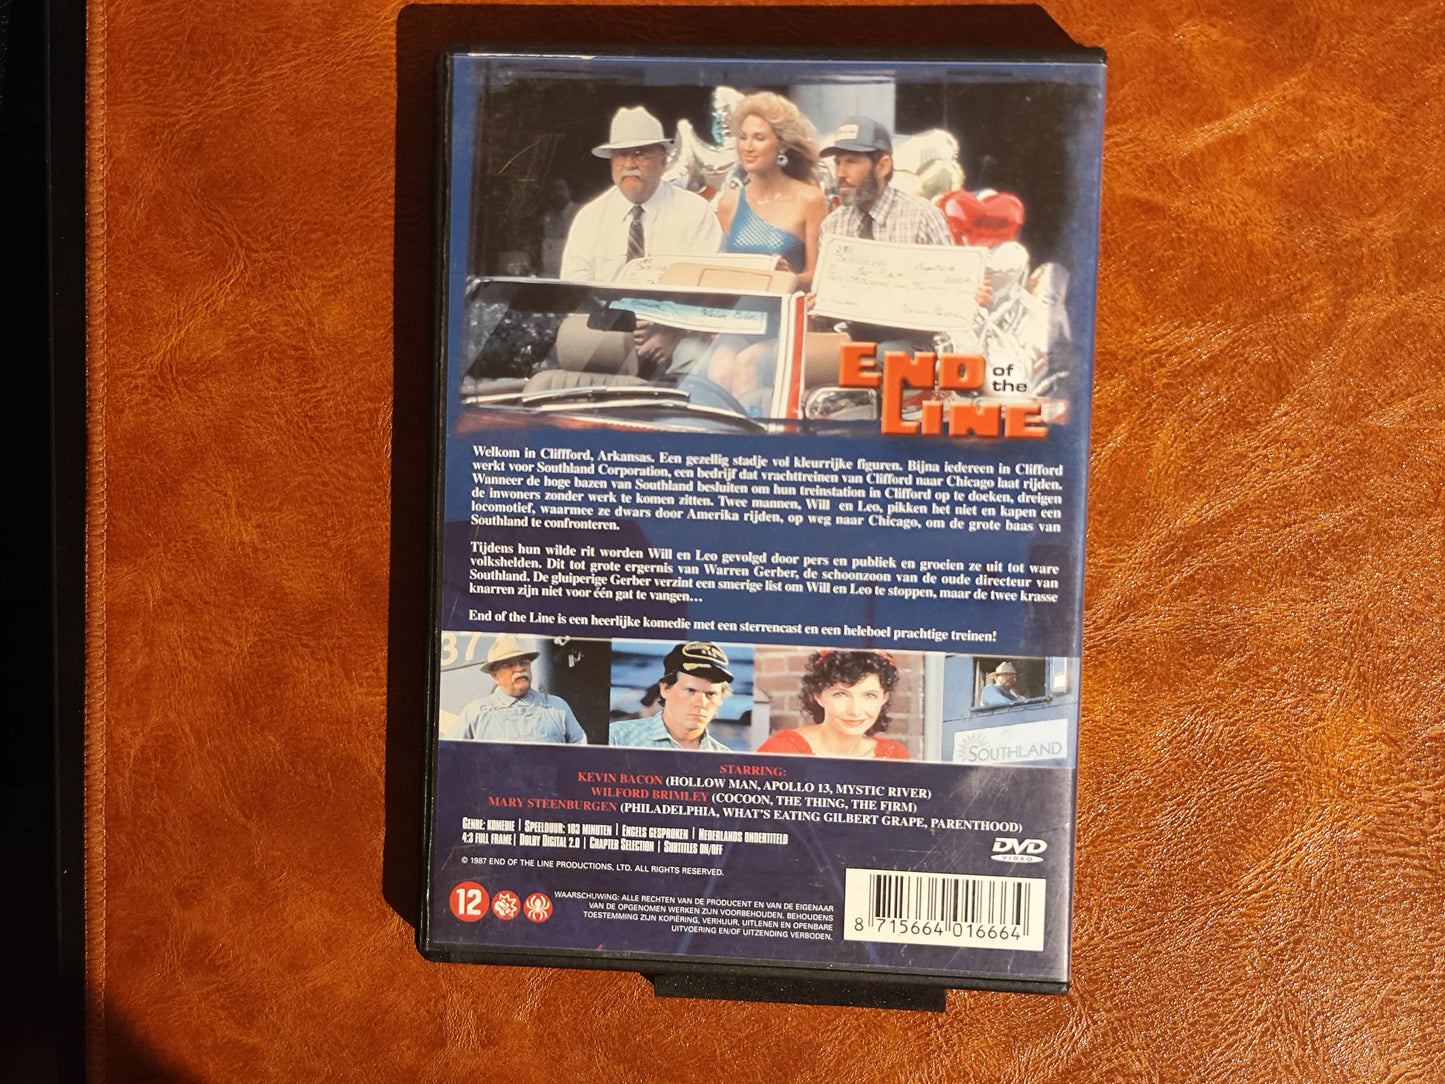 END of the LINE
Welkom in Cliffford, Arkansas. Een gezellig stadje vol kleurrijke figuren. Bijna iedereen in Clifford
werkt voor Southland Corporation, een bedrijf dat vrachttreinen van Clifford naar Chicago laat rijden.
Wanneer de hoge bazen van Southland besluiten om hun treinstation in Clifford op te doeken, dreigen
de inwoners zonder werk te komen zitten. Twee mannen, Will en Leo, pikken het niet en kapen een
locomotief, waarmee ze dwars door Amerika rijden, op weg naar Chicago, om de grote baas van
Southland te confronteren.
Tijdens hun wilde rit worden Will en Leo gevolgd door pers en publiek en groeien ze uit tot ware
volkshelden. Dit tot grote ergernis van Warren Gerber, de schoonzoon van de oude directeur van
Southland. De gluiperige Gerber verzint een smerige list om Will en Leo te stoppen, maar de twee krasse
knarren zijn niet voor één gat te vangen...
End of the Line is een heerlijke komedie met een sterrencast en een heleboel prachtige treinen!
37
SOUTHLAND
STARRING:
KEVIN BACON (HOLLOW MAN, APOLLO 13, MYSTIC RIVER)
WILFORD BRIMLEY (COCOON, THE THING, THE FIRM)
MARY STEENBURGEN (PHILADELPHIA, WHAT'S EATING GILBERT GRAPE, PARENTHOOD)
GENRE: KOMEDIE | SPEELDUUR: 103 MINUTEN | ENGELS GESPROKEN | NEDERLANDS ONDERTITELD
4:3 FULL FRAME | DOLBY DIGITAL 2.0 | CHAPTER SELECTION | SUBTITLES ON/OFF
DVD
VIDEO
© 1987 END OF THE LINE PRODUCTIONS, LTD. ALL RIGHTS RESERVED.
12
WAARSCHUWING: ALLE RECHTEN VAN DE PRODUCENT EN VAN DE EIGENAAR
VAN DE OPGENOMEN WERKEN ZIJN VOORBEHOUDEN. BEHOUDENS
TOESTEMMING ZIJN KOPIËRING, VERHUUR, UITLENEN EN OPENBARE
UITVOERING EN/OF UITZENDING VERBODEN.
8 715664 016664